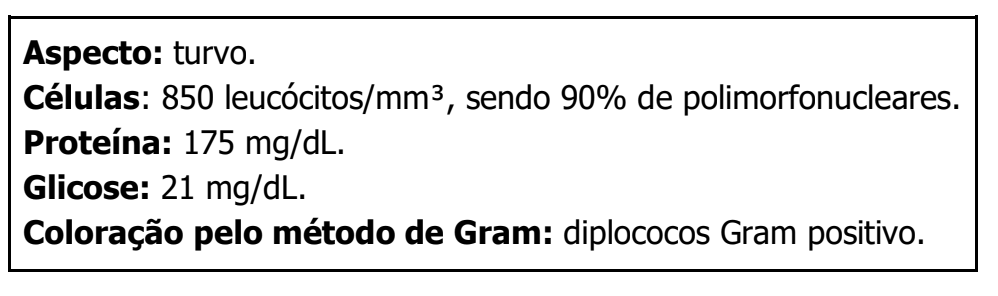 Aspecto: turvo.
Células: 850 leucócitos/mm³, sendo 90% de polimorfonucleares.
Proteína: 175 mg/dL.
Glicose: 21 mg/dL.
Coloração pelo método de Gram: diplococos Gram positivo.